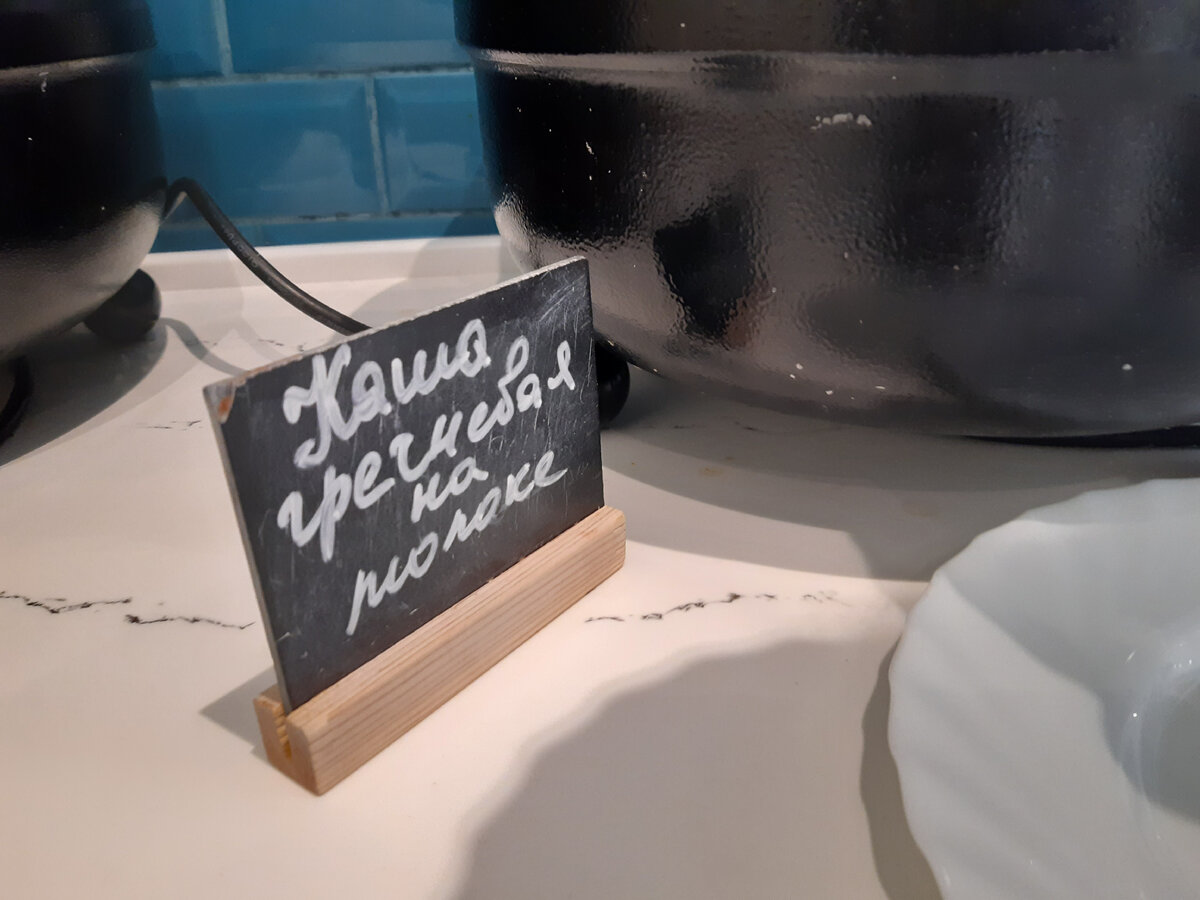 Каша
гречневая
на
молоке